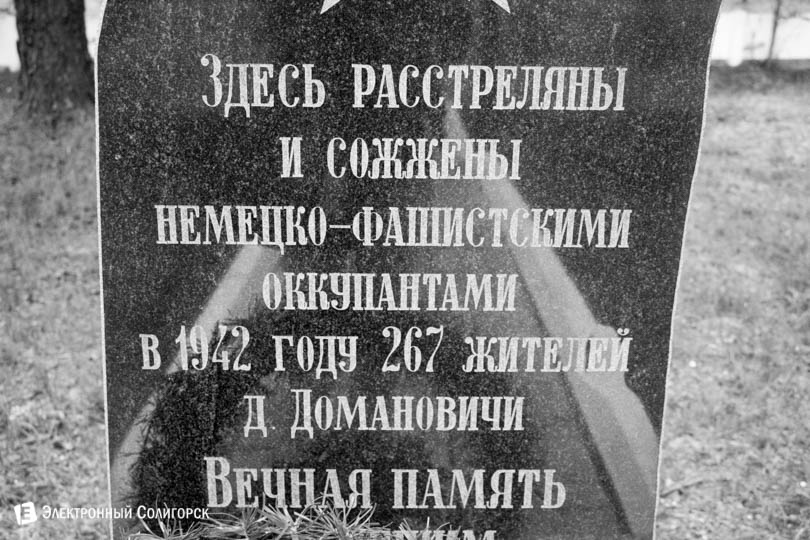 Здесь расстреляны
и сожжены
немецко-фашистскими
оккупантами
в 1942 году 267 жителей
д. Домановичи
Вечная память
Е Электронный Солигорск